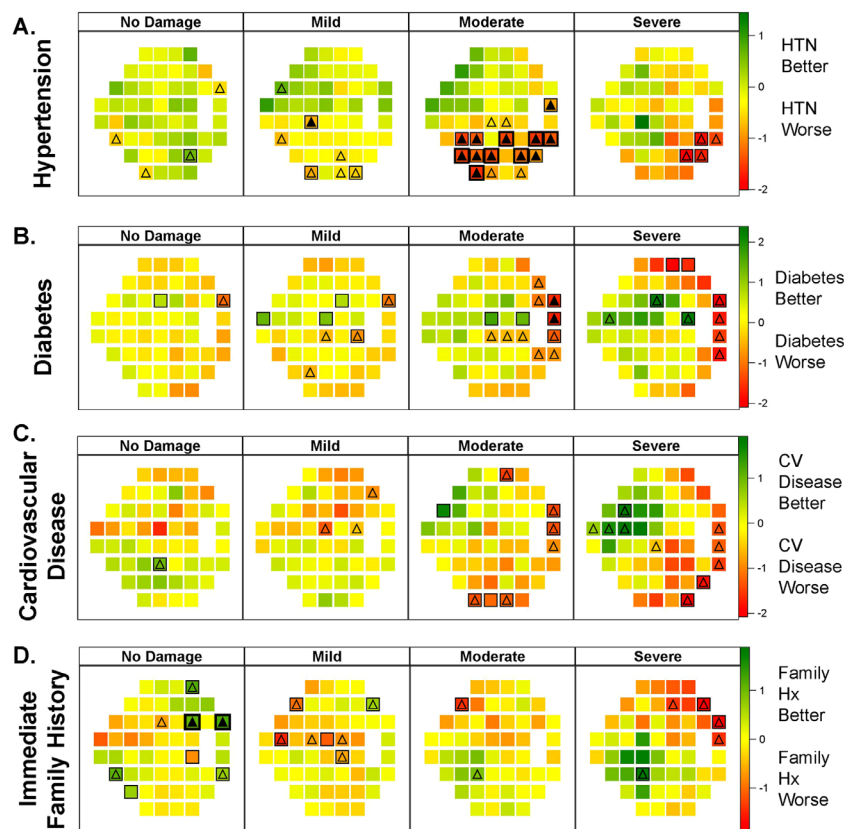 A.
No Damage
Mild
Moderate
Severe
Hypertension
1
0
-1
-2
HTN
Better
HTN
Worse
B.
No Damage
Mild
Moderate
Severe
Diabetes
2
1
0
-1
-2
Diabetes
Better
Diabetes
Worse
C.
No Damage
Mild
Moderate
Severe
Cardiovascular
Disease
1
0
-1
-2
CV
Disease
Better
CV
Disease
Worse
D.
No Damage
Mild
Moderate
Severe
Immediate
Family History
1
0
-1
Family
Hx
Better
Family
Hx
Worse